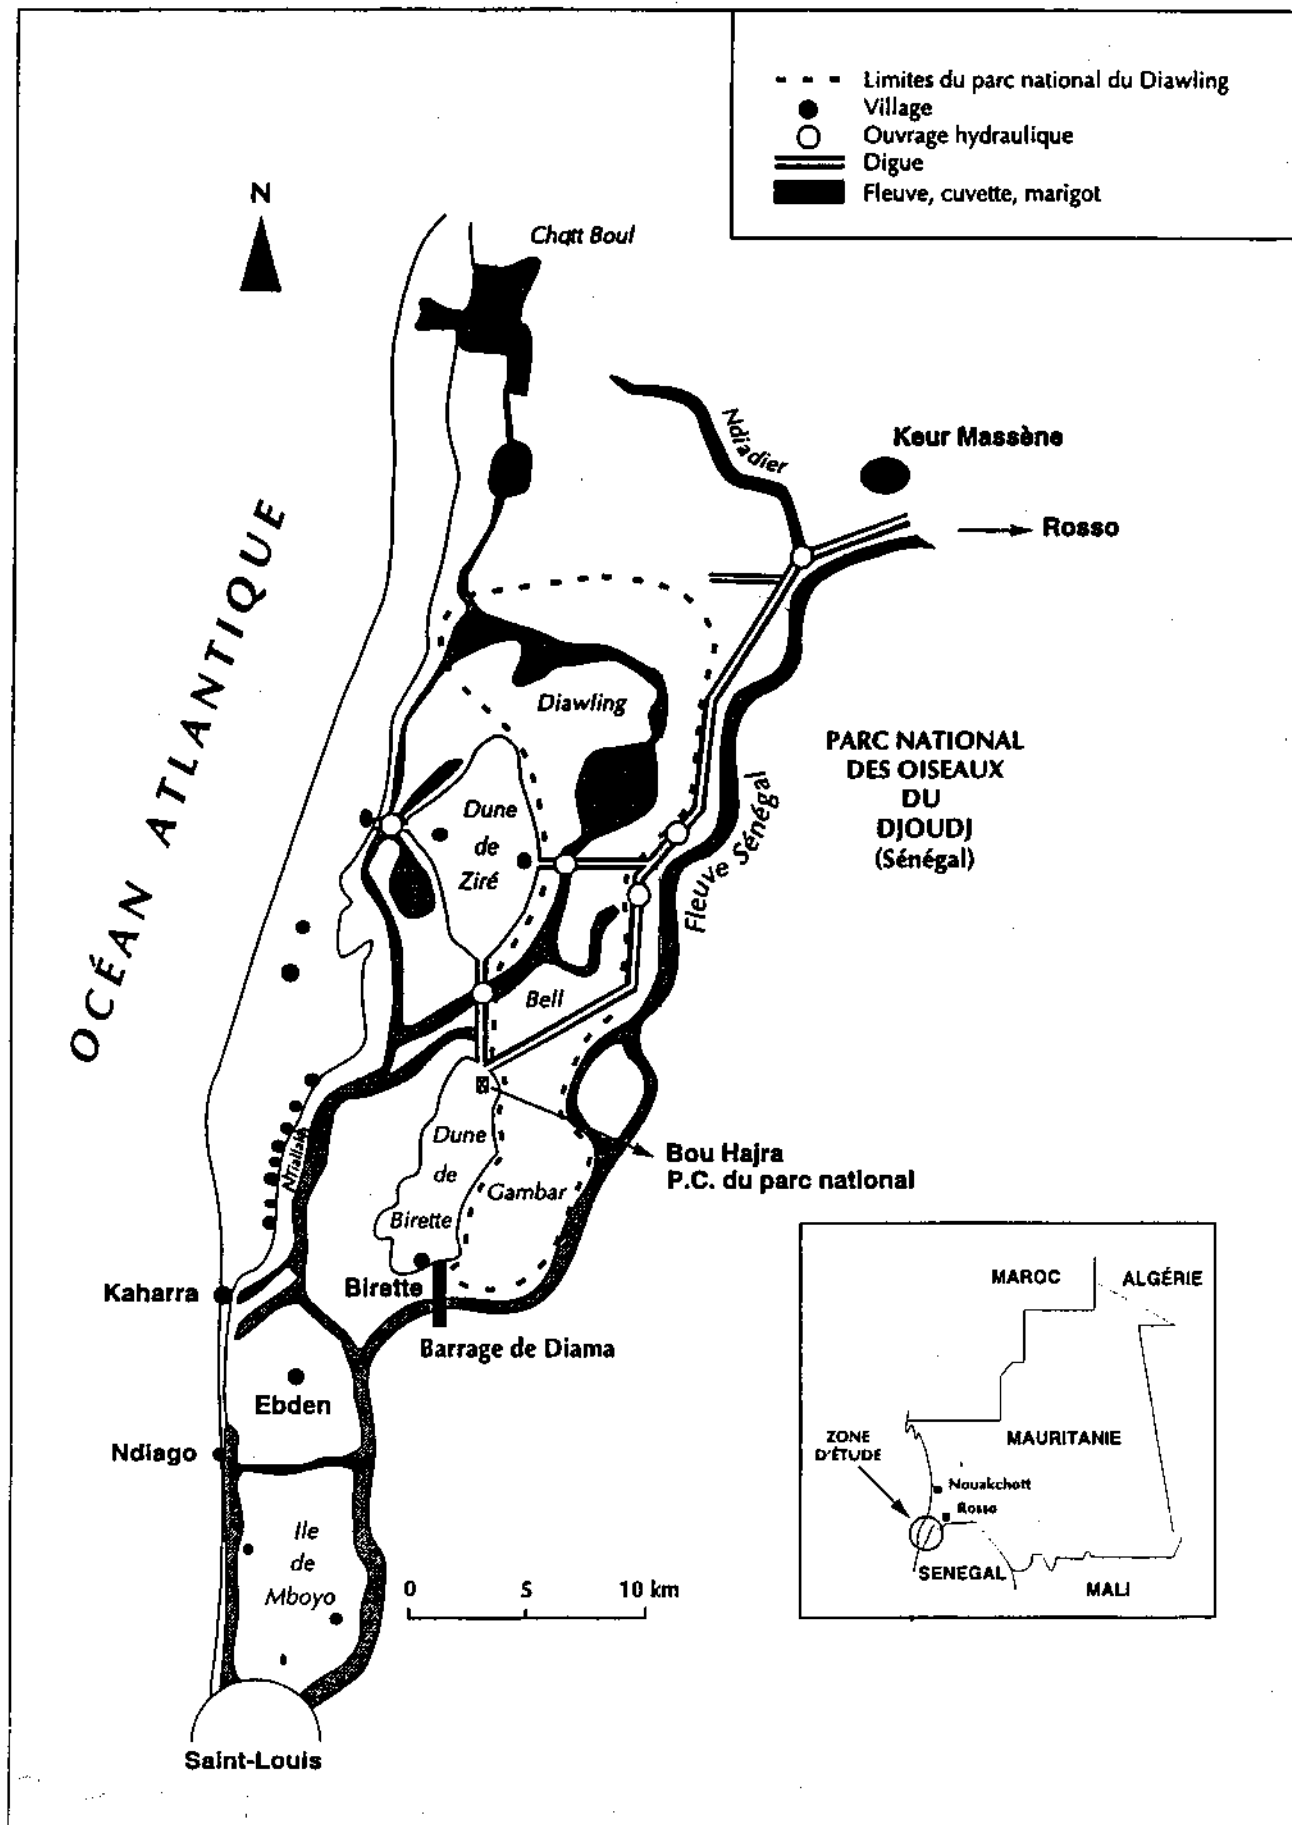 Limites du parc national du Diawling
Village
Ouvrage hydraulique
Digue
Fleuve, cuvette, marigot
N
Chatt Boul
Ndiadier
Keur Massène
Rosso
OCÉAN ATLANTIQUE
Diawling
PARC NATIONAL
DES OISEAUX
DU
DJOUDJ
(Sénégal)
Fleuve Sénégal
Dune
de
Ziré
Bell
Dune
de
Birette
Gambar
Bou Hajra
P.C. du parc national
Kaharra
Birette
Barrage de Diama
Ebden
Ndiago
Ile
de
Mboyo
0 5 10 km
Saint-Louis
MAROC
ALGÉRIE
ZONE
D'ÉTUDE
MAURITANIE
Nouakchott
Rosso
SENEGAL
MALI